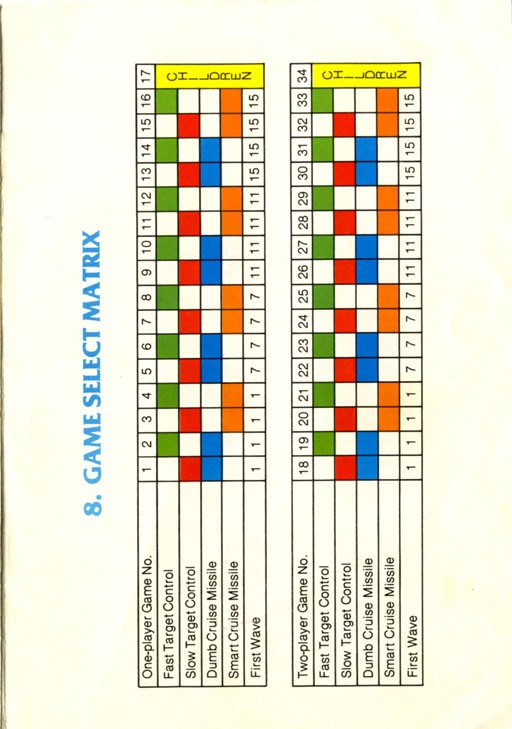 8. GAME SELECT MATRIX
One-player Game No. 1 2 3 4 5 6 7 8 9 10 11 12 13 14 15 16 17
Fast Target Control
Slow Target Control
Dumb Cruise Missile
Smart Cruise Missile
First Wave 1 1 1 1 7 7 7 7 11 11 11 11 15 15 15 15
CHILDREN
Two-player Game No. 18 19 20 21 22 23 24 25 26 27 28 29 30 31 32 33 34
Fast Target Control
Slow Target Control
Dumb Cruise Missile
Smart Cruise Missile
First Wave 1 1 1 1 7 7 7 7 11 11 11 11 15 15 15 15
CHILDREN